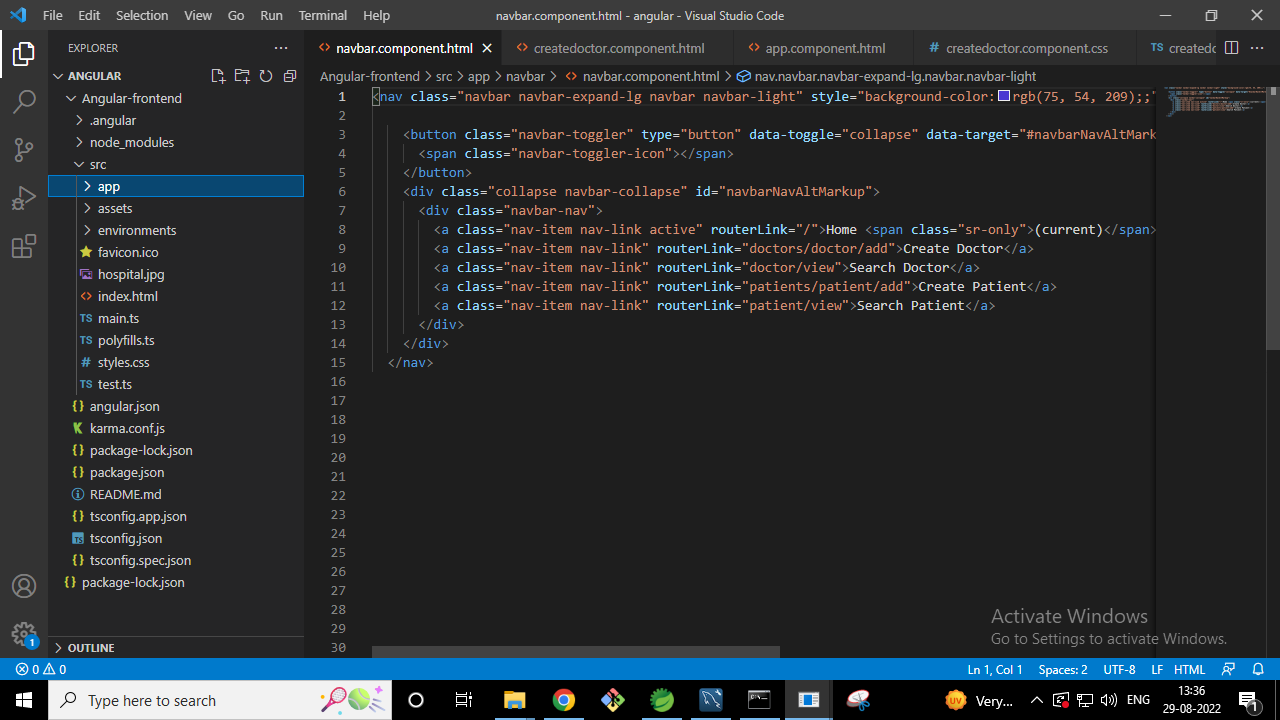 File Edit Selection View Go Run Terminal Help
navbar.component.html - angular - Visual Studio Code
EXPLORER
ANGULAR
Angular-frontend
.angular
node_modules
src
app
assets
environments
favicon.ico
hospital.jpg
index.html
main.ts
polyfills.ts
styles.css
test.ts
angular.json
karma.conf.js
package-lock.json
package.json
README.md
tsconfig.app.json
tsconfig.json
tsconfig.spec.json
package-lock.json
OUTLINE
navbar.component.html createdoctor.component.html app.component.html createdoctor.component.css createdc
Angular-frontend > src > app > navbar > navbar.component.html > nav.navbar.navbar-expand-lg.navbar.navbar-light
1 <nav class="navbar navbar-expand-lg navbar navbar-light" style="background-color:rgb(75, 54, 209);;"
2
3 <button class="navbar-toggler" type="button" data-toggle="collapse" data-target="#navbarNavAltMark
4 <span class="navbar-toggler-icon"></span>
5 </button>
6 <div class="collapse navbar-collapse" id="navbarNavAltMarkup">
7 <div class="navbar-nav">
8 <a class="nav-item nav-link active" routerLink="/">Home <span class="sr-only">(current)</span>
9 <a class="nav-item nav-link" routerLink="doctors/doctor/add">Create Doctor</a>
10 <a class="nav-item nav-link" routerLink="doctor/view">Search Doctor</a>
11 <a class="nav-item nav-link" routerLink="patients/patient/add">Create Patient</a>
12 <a class="nav-item nav-link" routerLink="patient/view">Search Patient</a>
13 </div>
14 </div>
15 </nav>
16
17
18
19
20
21
22
23
24
25
26
27
28
29
30
Activate Windows
Go to Settings to activate Windows.
1
0 0
Ln 1, Col 1 Spaces: 2 UTF-8 LF HTML
Type here to search
UV Very... ENG
13:36
29-08-2022
1